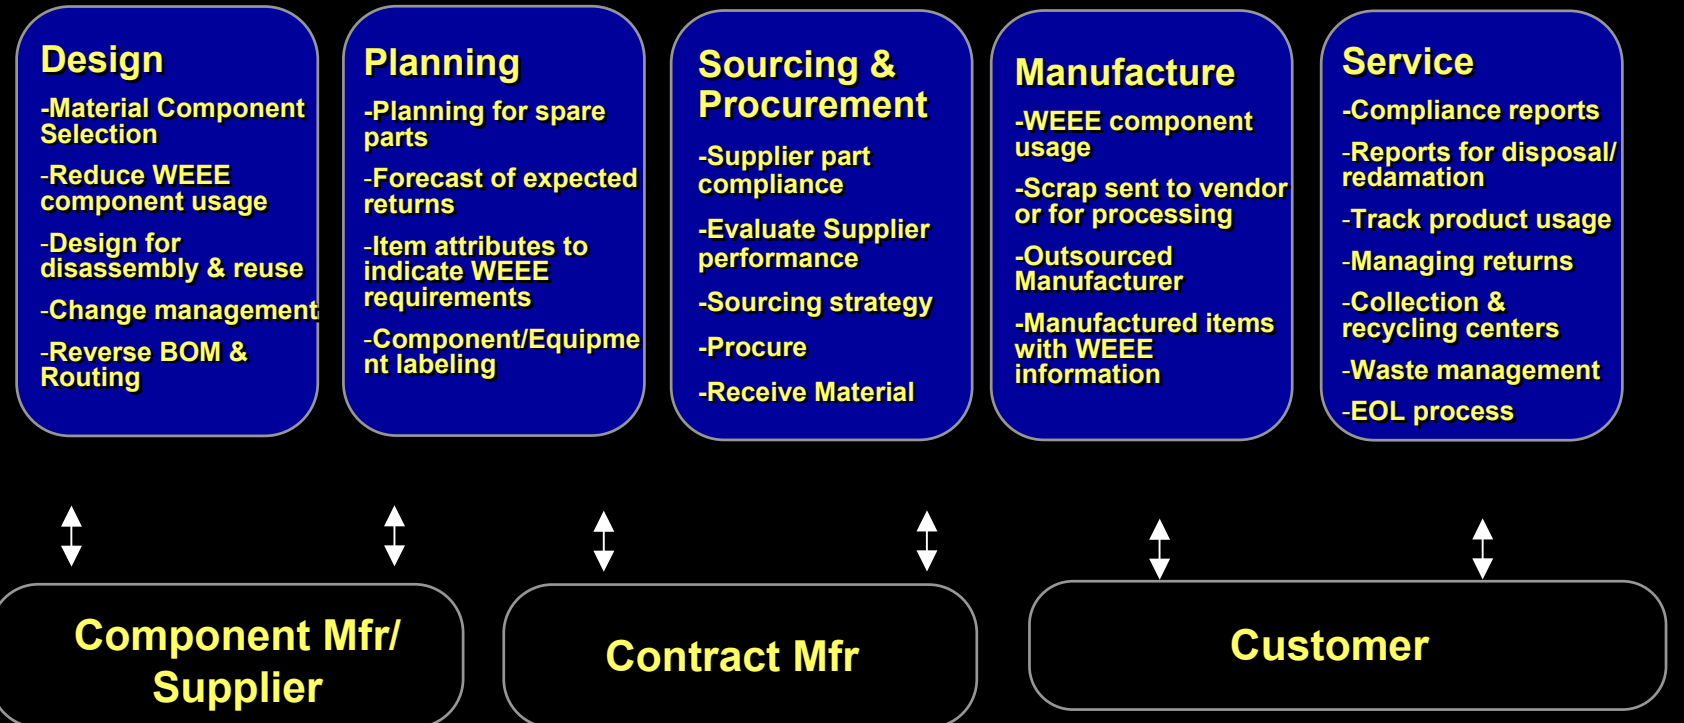 Design
-Material Component
Selection
-Reduce WEEE
component usage
-Design for
disassembly & reuse
-Change management
-Reverse BOM &
Routing
Planning
-Planning for spare
parts
-Forecast of expected
returns
-Item attributes to
indicate WEEE
requirements
-Component/Equipme
nt labeling
Sourcing &
Procurement
-Supplier part
compliance
-Evaluate Supplier
performance
-Sourcing strategy
-Procure
-Receive Material
Manufacture
-WEEE component
usage
-Scrap sent to vendor
or for processing
-Outsourced
Manufacturer
-Manufactured items
with WEEE
information
Service
-Compliance reports
-Reports for disposal/
redamation
-Track product usage
-Managing returns
-Collection &
recycling centers
-Waste management
-EOL process
Component Mfr/
Supplier
Contract Mfr
Customer